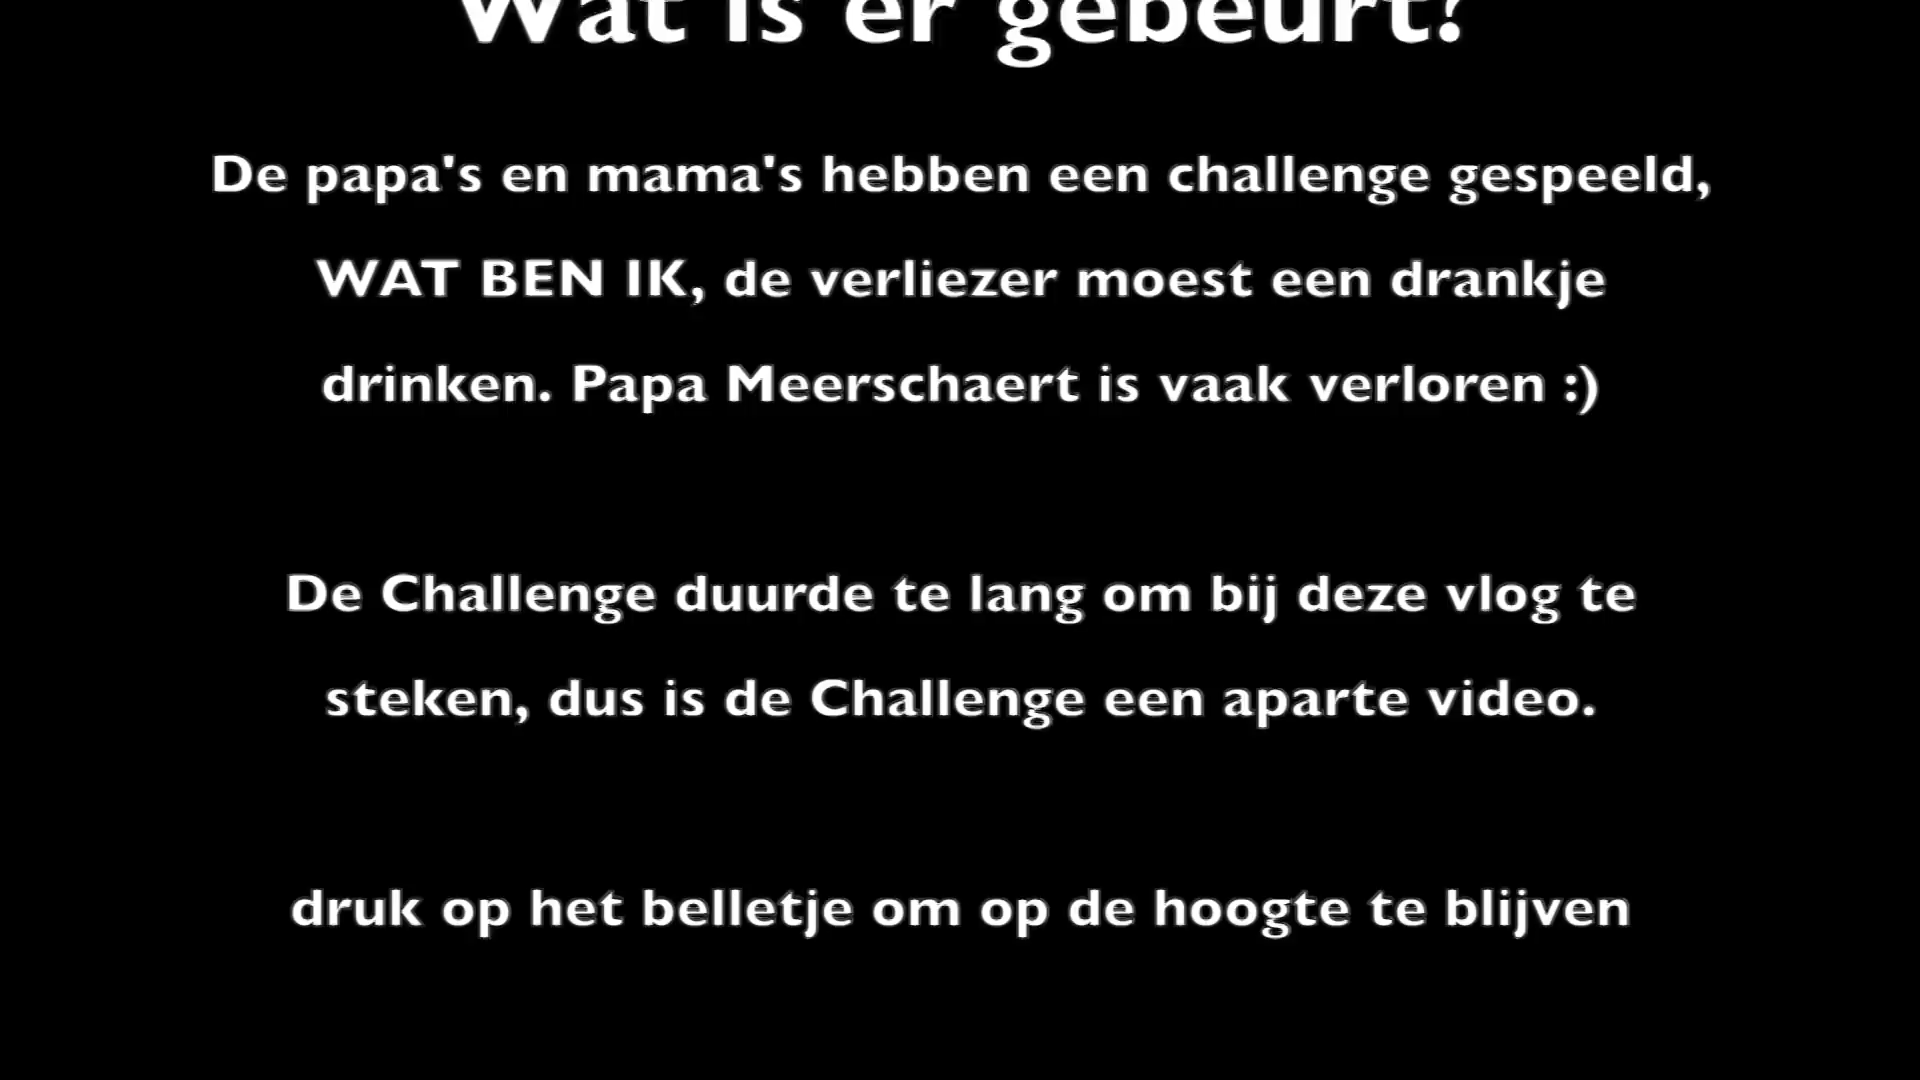 Wat is er gebeurt?
De papa's en mama's hebben een challenge gespeeld,
WAT BEN IK, de verliezer moest een drankje
drinken. Papa Meerschaert is vaak verloren :)
De Challenge duurde te lang om bij deze vlog te
steken, dus is de Challenge een aparte video.
druk op het belletje om op de hoogte te blijven